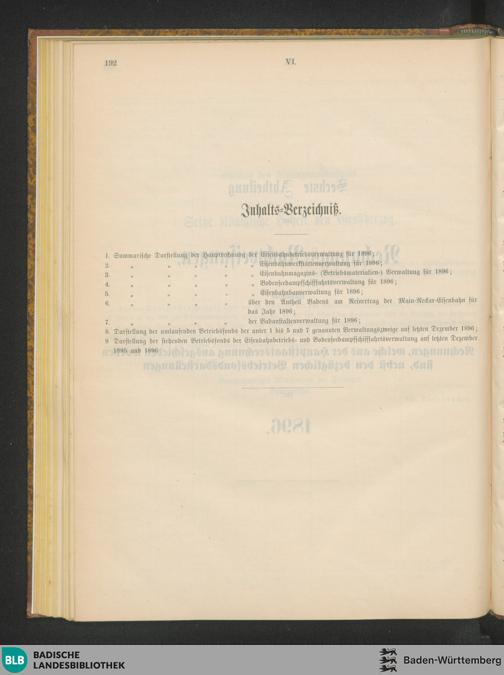 192
VI.
Inhalts-Verzeichniß.
1. Summarische Darstellung der Hauptrechnung der Eisenbahnbetriebsverwaltung für 1896;
2. „ „ „ „ „ Eisenbahnwerkstätteverwaltung für 1896;
3. „ „ „ „ „ Eisenbahnmagazins- (Betriebsmaterialien-) Verwaltung für 1896;
4. „ „ „ „ „ Bodenseedampfschifffahrtsverwaltung für 1896;
5. „ „ „ „ „ Eisenbahnbauverwaltung für 1896;
6. „ „ „ „ über den Antheil Badens am Reinertrag der Main-Neckar-Eisenbahn für
das Jahr 1896;
7. „ „ „ „ der Badanstaltenverwaltung für 1896;
8. Darstellung der umlaufenden Betriebsfonds der unter 1 bis 5 und 7 genannten Verwaltungszweige auf letzten Dezember 1896;
9 Darstellung der stehenden Betriebsfonds der Eisenbahnbetriebs- und Bodenseedampfschifffahrtsverwaltung auf letzten Dezember
1895 und 1896
BLB
BADISCHE
LANDESBIBLIOTHEK
Baden-Württemberg